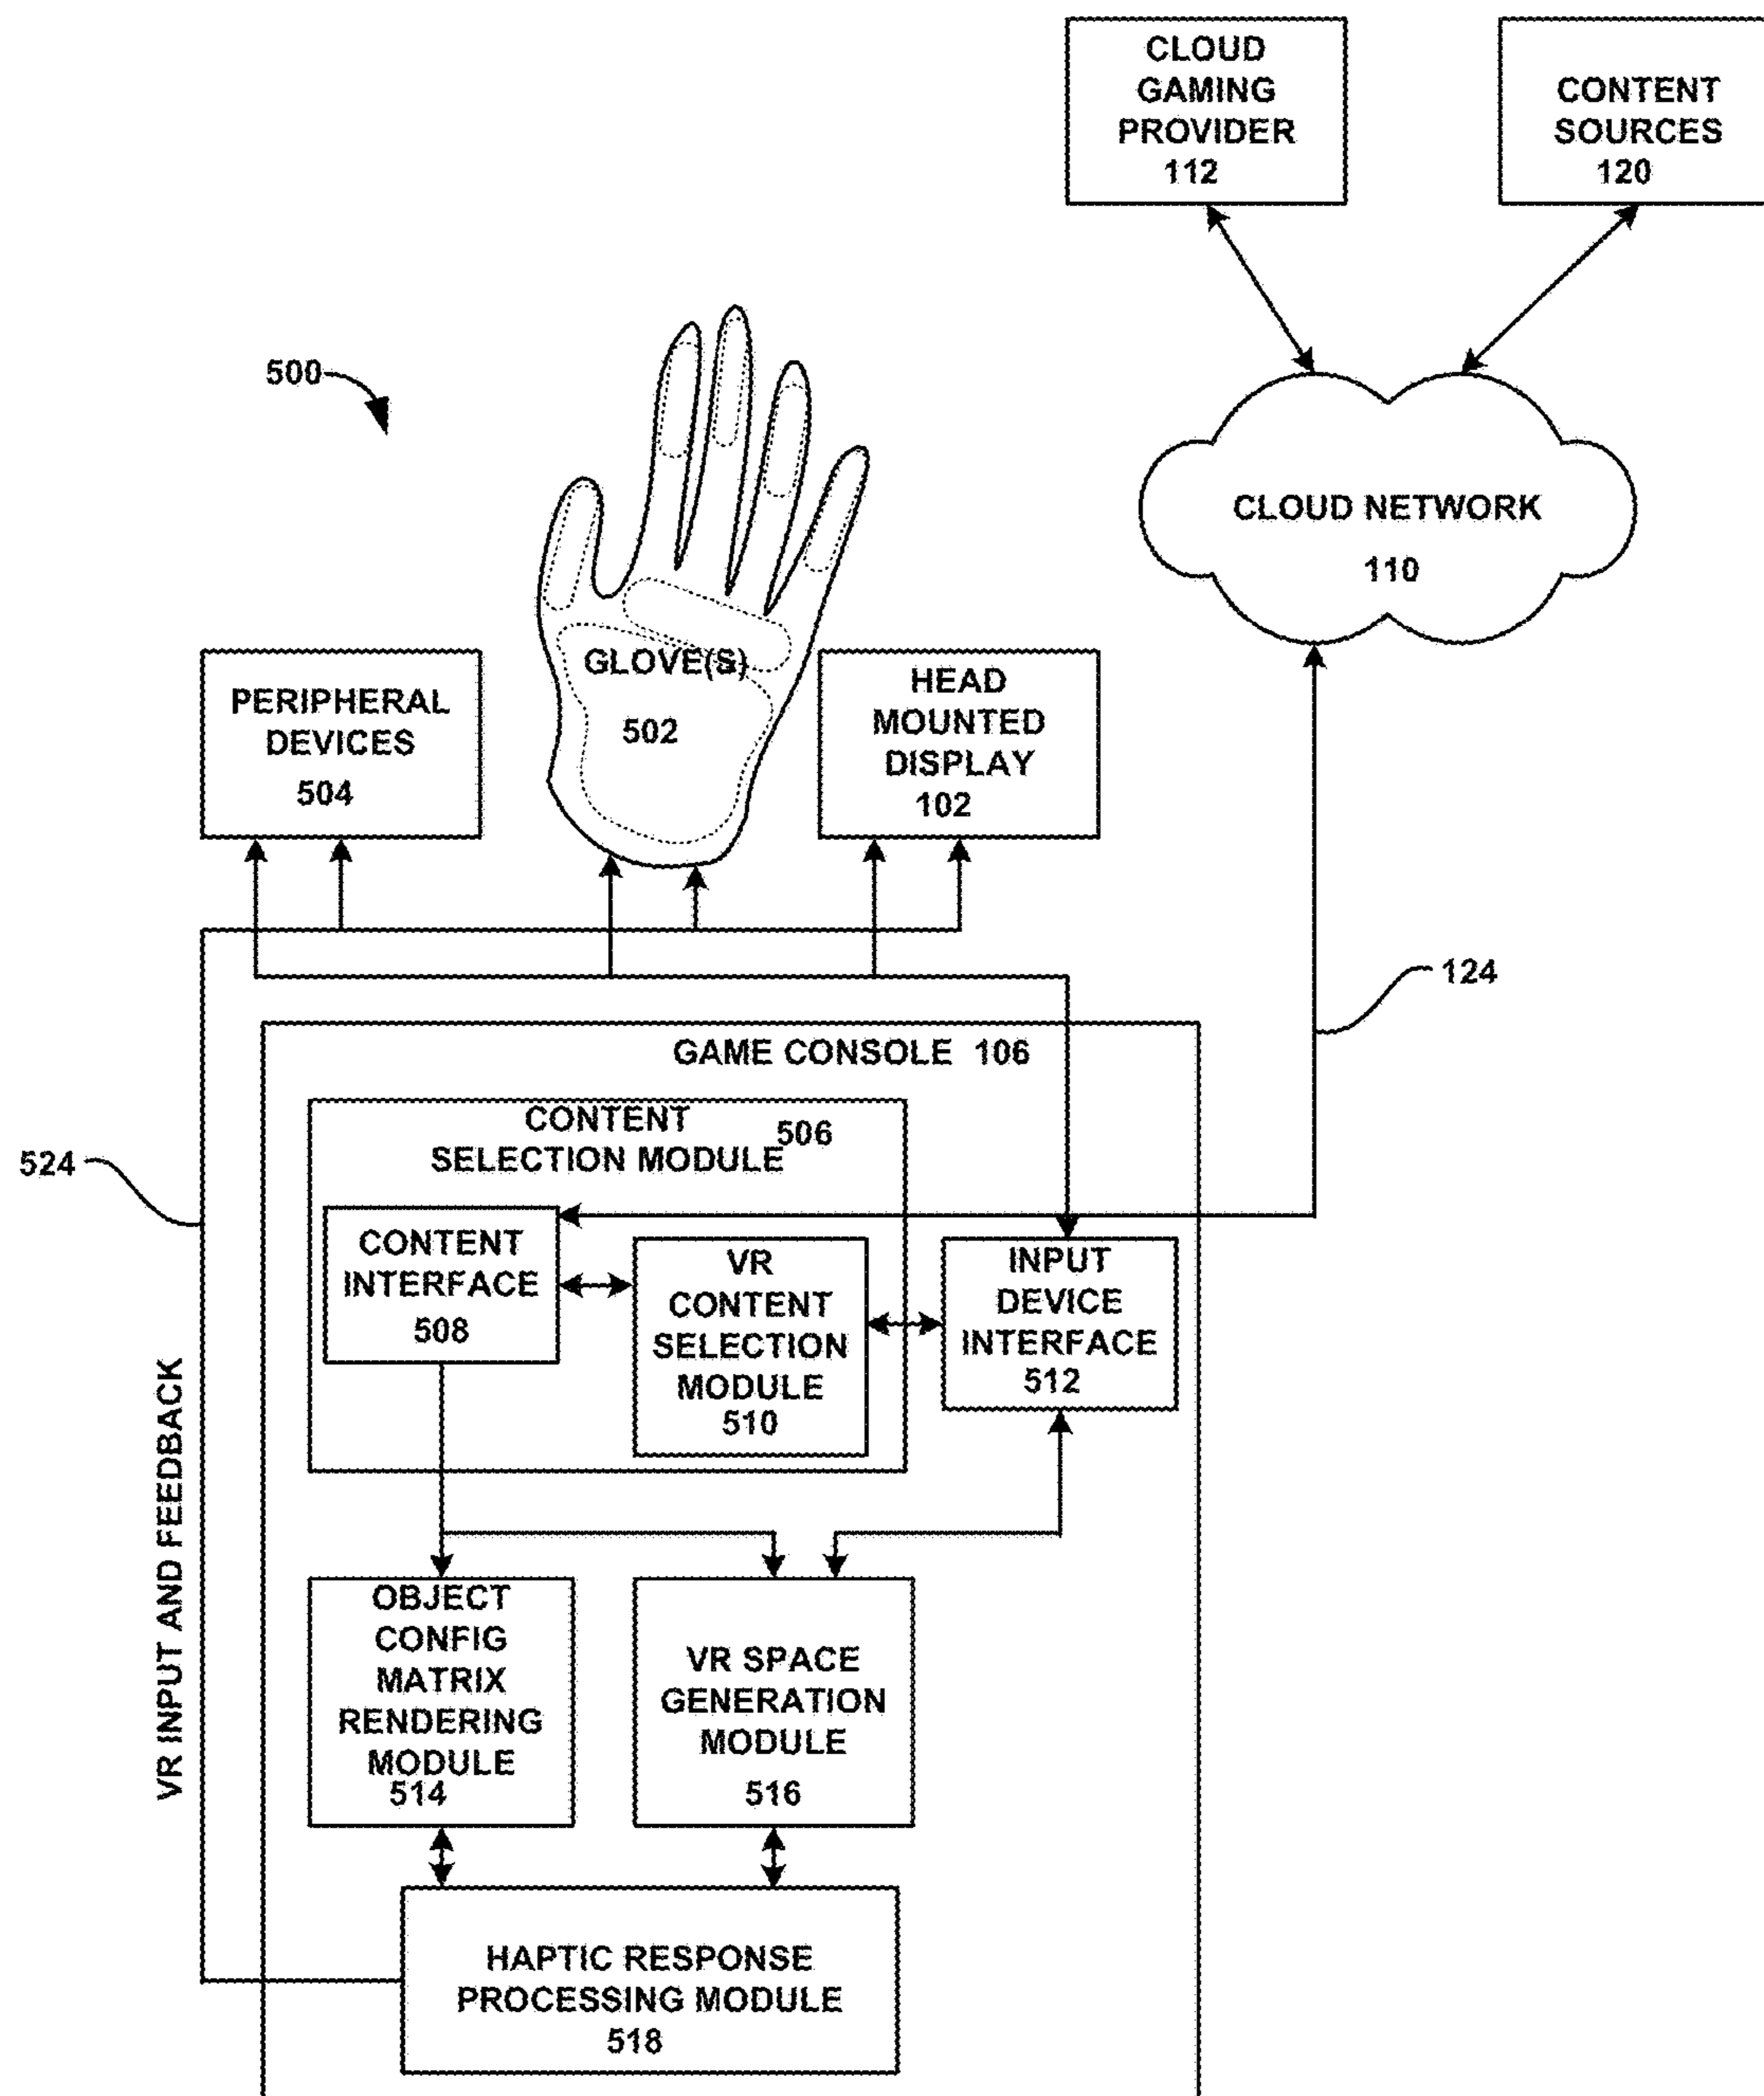 CLOUD
GAMING
PROVIDER
112
CONTENT
SOURCES
120
500
CLOUD NETWORK
110
PERIPHERAL
DEVICES
504
GLOVE(S)
502
HEAD
MOUNTED
DISPLAY
102
124
GAME CONSOLE 106
CONTENT
SELECTION MODULE
506
524
CONTENT
INTERFACE
508
VR
CONTENT
SELECTION
MODULE
510
INPUT
DEVICE
INTERFACE
512
VR INPUT AND FEEDBACK
OBJECT
CONFIG
MATRIX
RENDERING
MODULE
514
VR SPACE
GENERATION
MODULE
516
HAPTIC RESPONSE
PROCESSING MODULE
518